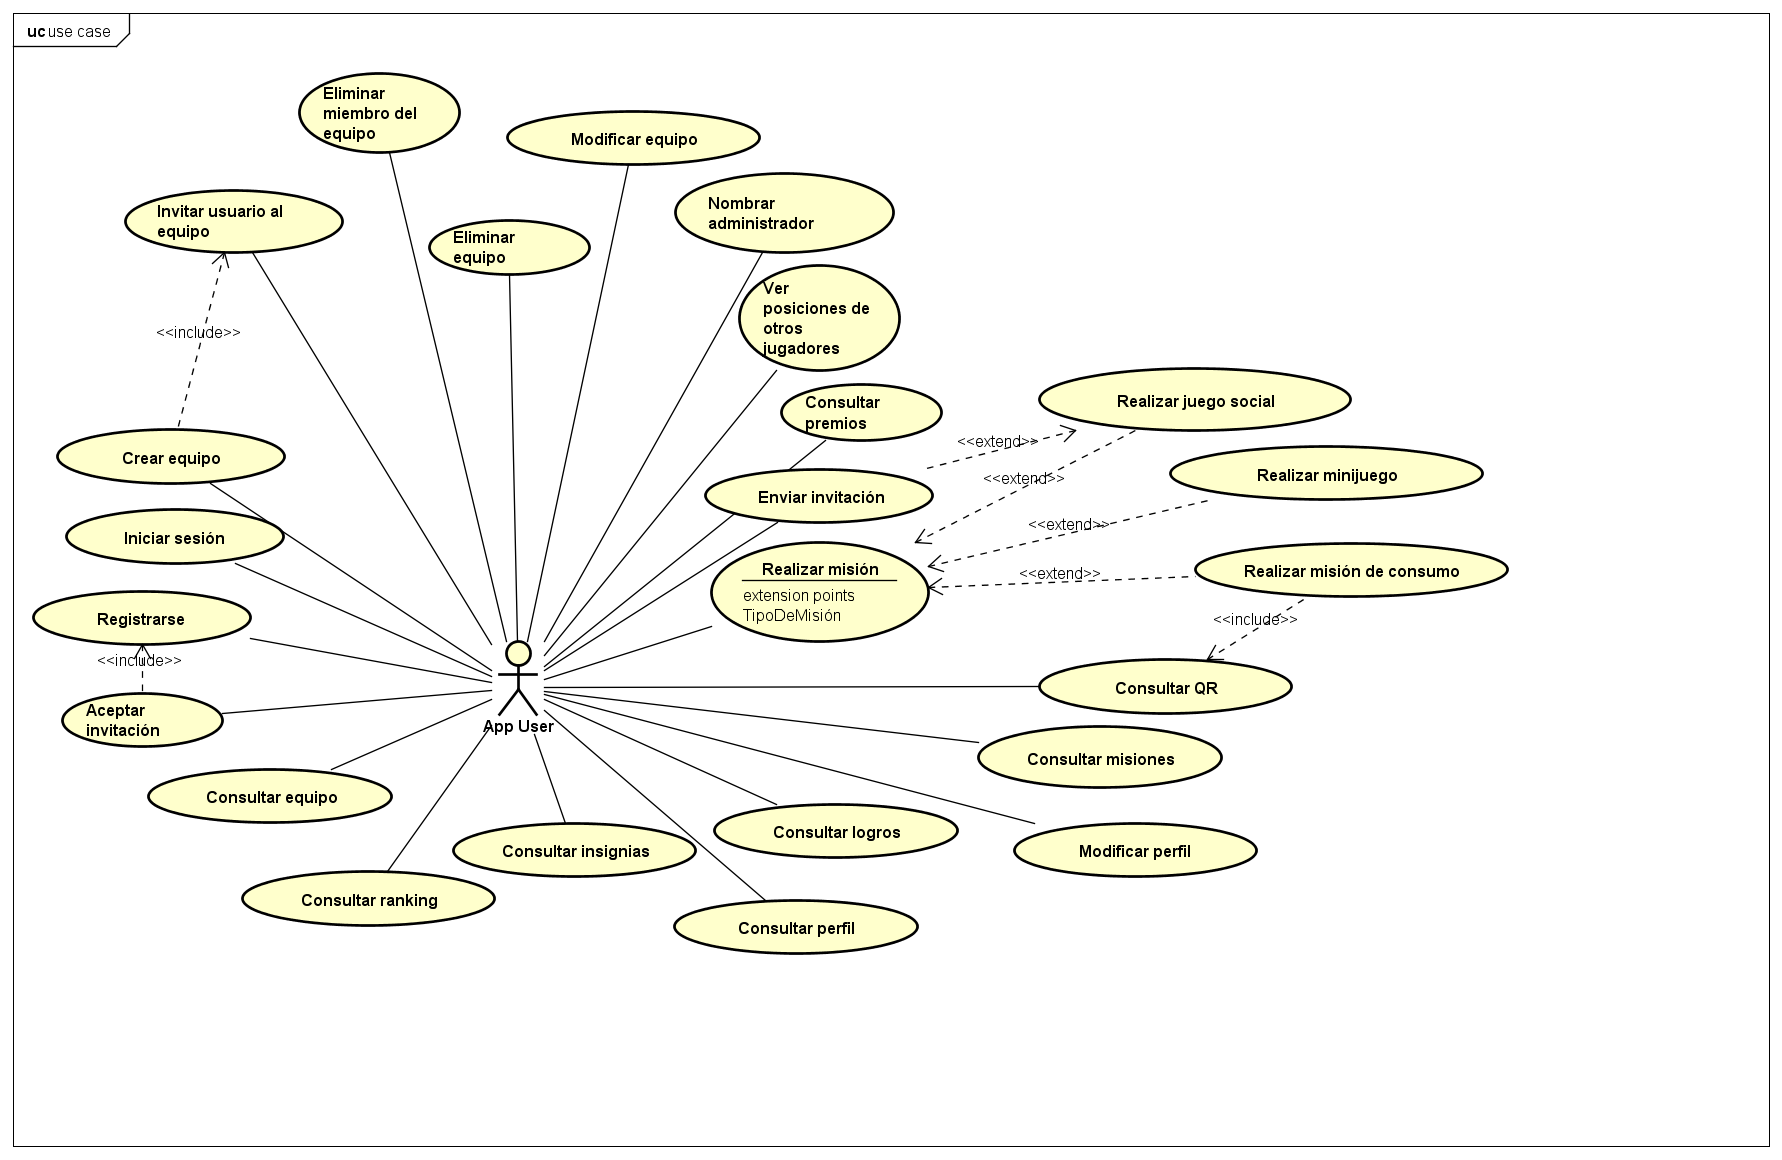 uc use case
Eliminar
miembro del
equipo
Modificar equipo
Invitar usuario al
equipo
Nombrar
administrador
Eliminar
equipo
Ver
posiciones de
otros
jugadores
<<include>>
Consultar
premios
Realizar juego social
<<extend>>
Crear equipo
<<extend>>
Realizar minijuego
Enviar invitación
<<extend>>
Iniciar sesión
Realizar misión
extension points
TipoDeMisión
<<extend>>
Realizar misión de consumo
Registrarse
<<include>>
<<include>>
Consultar QR
Aceptar
invitación
App User
Consultar misiones
Consultar equipo
Consultar logros
Consultar insignias
Modificar perfil
Consultar ranking
Consultar perfil